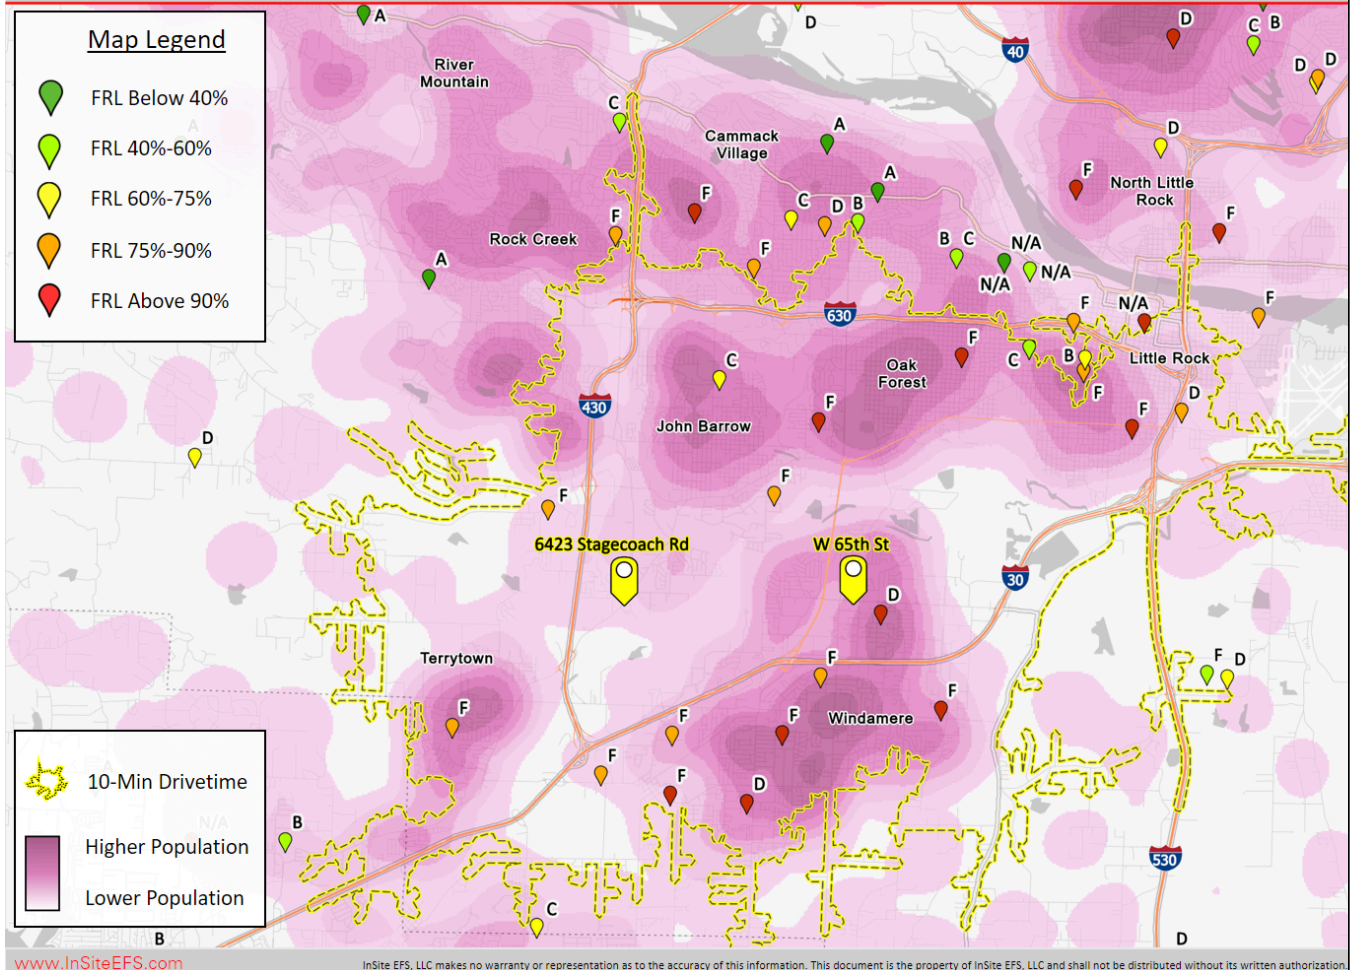 Map Legend
FRL Below 40%
FRL 40%-60%
FRL 60%-75%
FRL 75%-90%
FRL Above 90%
A
A
D
D
C B
D
D
River
Mountain
40
C
Cammack
Village
A
D
A
F
North Little
Rock
F
C
D
B
F
F
Rock Creek
F
B
C
N/A
N/A
N/A
A
630
F
N/A
F
F
C
B
Little Rock
Oak
Forest
C
F
D
430
John Barrow
F
F
D
F
F
6423 Stagecoach Rd
W 65th St
30
D
Terrytown
F
F
D
F
F
F
F
Windamere
F
F
D
10-Min Drivetime
Higher Population
Lower Population
N/A
B
530
C
B
D
www.InSiteEFS.com
InSite EFS, LLC makes no warranty or representation as to the accuracy of this information. This document is the property of InSite EFS, LLC and shall not be distributed without its written authorization.